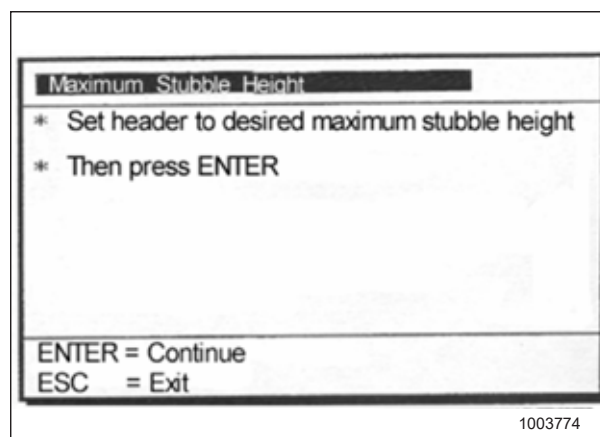 Maximum Stubble Height
* Set header to desired maximum stubble height
* Then press ENTER
ENTER = Continue
ESC = Exit
1003774